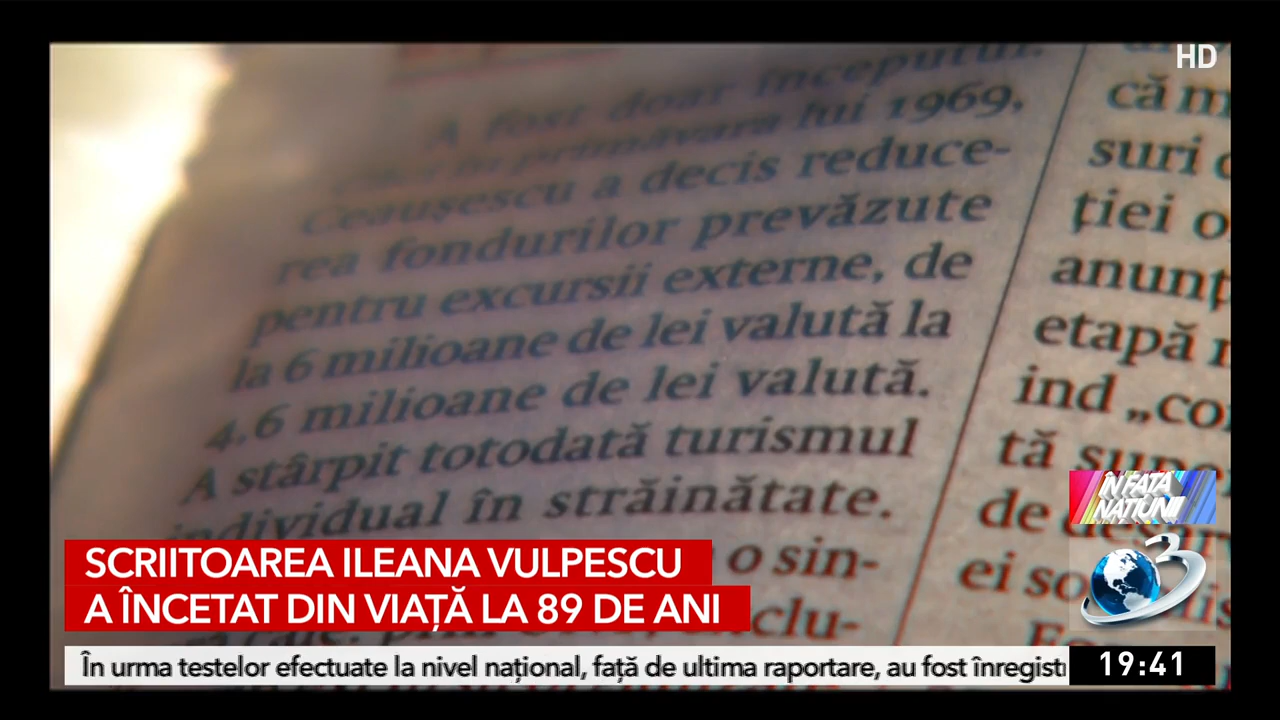 HD
A fost doar începutul.
Căci în primăvara lui 1969,
Ceaușescu a decis reduce-
rea fondurilor prevăzute
pentru excursii externe, de
la 6 milioane de lei valută la
4,6 milioane de lei valută.
A stârpit totodată turismul
individual în străinătate.
o sin-
că m
suri
ției o
anunț
etapă
ind „co
tă
de
ei
ÎN FAȚA
NAȚIUNII
3
SCRIITOAREA ILEANA VULPESCU
A ÎNCETAT DIN VIAȚĂ LA 89 DE ANI
În urma testelor efectuate la nivel național, față de ultima raportare, au fost înregistr
19:41